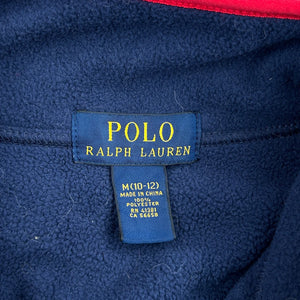 POLO
RALPH LAUREN
M(10-12)
MADE IN CHINA
100%
POLYESTER
RN 41381
CA 56658